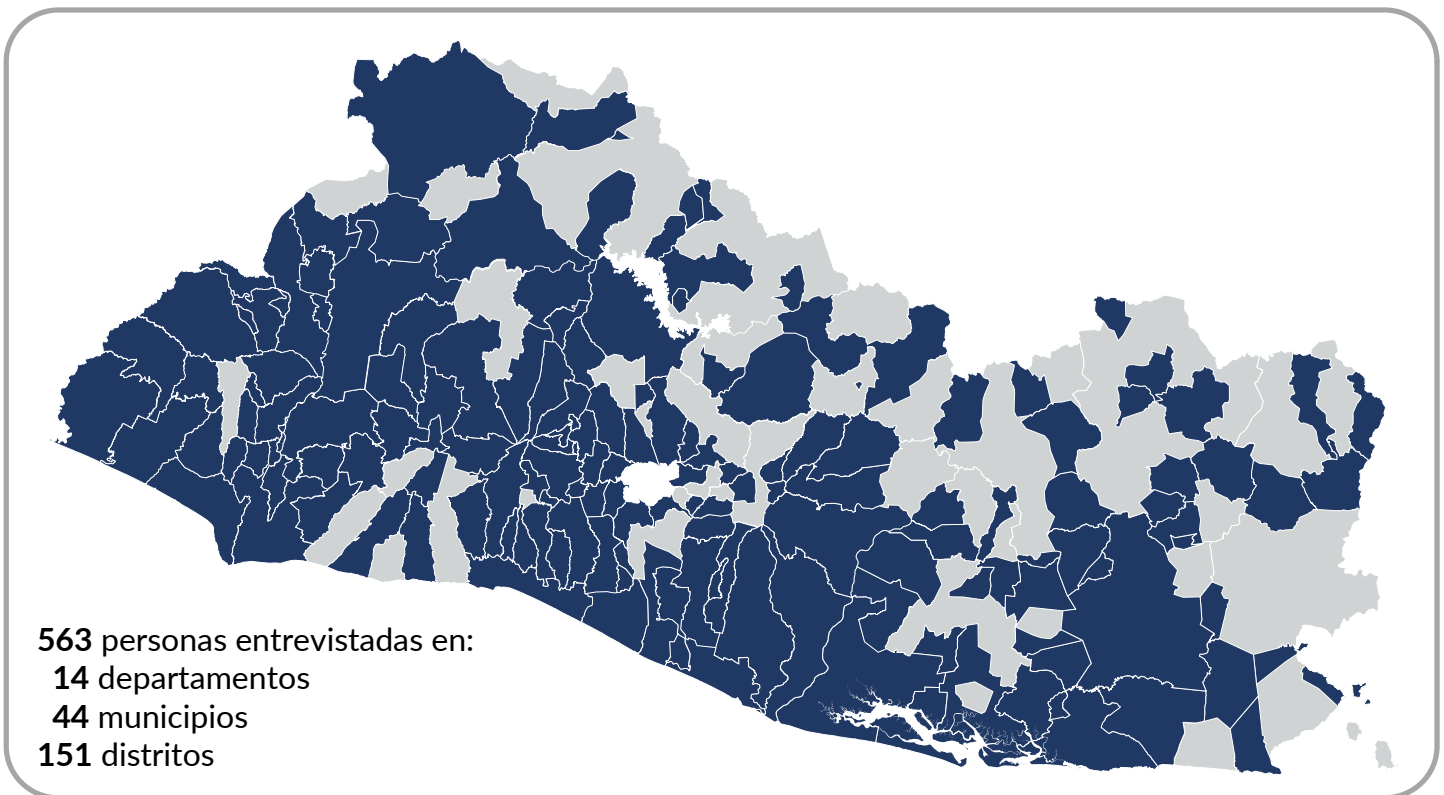 563 personas entrevistadas en:
14 departamentos
44 municipios
151 distritos